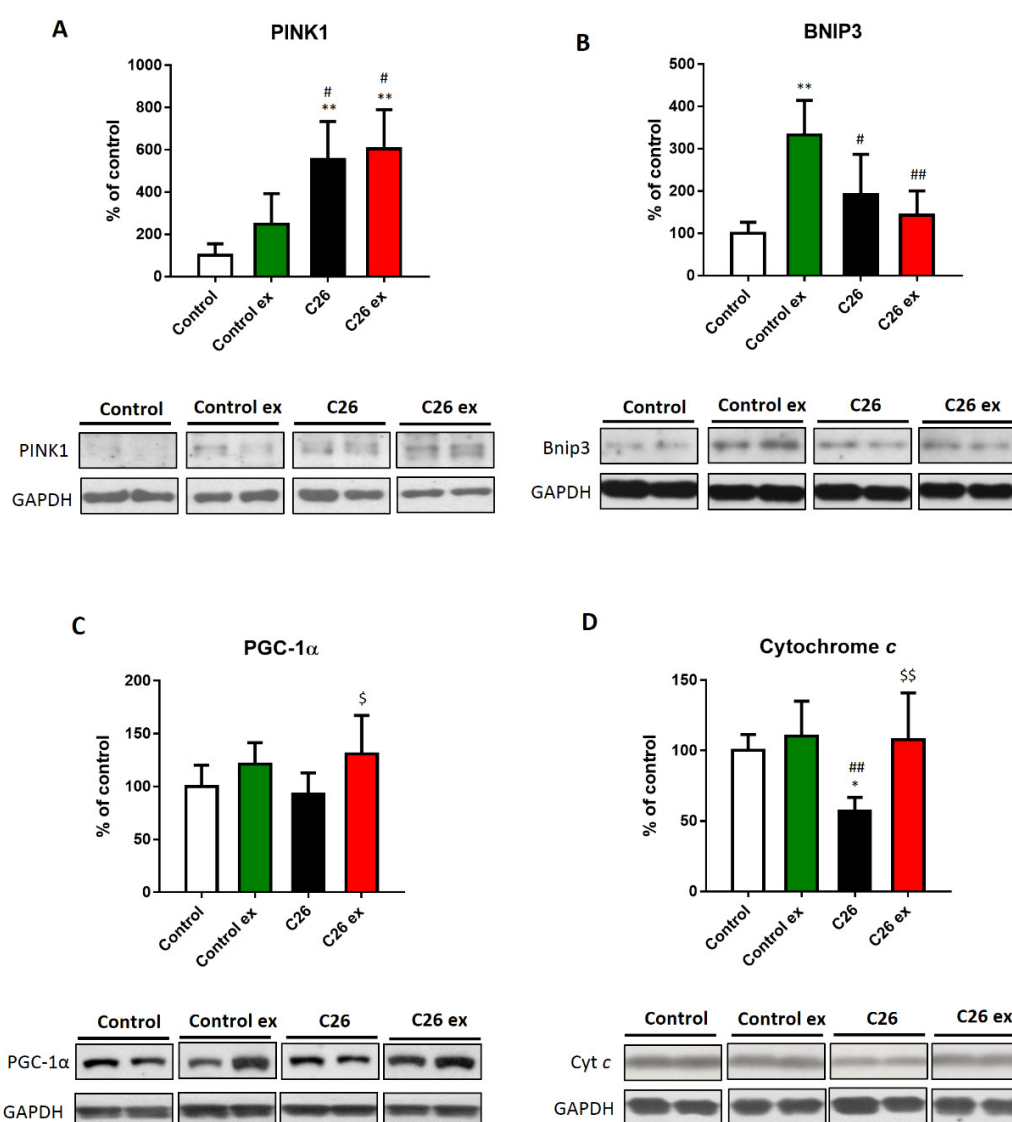 A
PINK1
% of control
1000
800
600
400
200
0
#
**
#
**
Control
Control ex
C26
C26 ex
Control
Control ex
C26
C26 ex
PINK1
GAPDH
B
BNIP3
% of control
500
400
300
200
100
0
**
#
##
Control
Control ex
C26
C26 ex
Control
Control ex
C26
C26 ex
Bnip3
GAPDH
C
PGC-1α
% of control
200
150
100
50
0
$
Control
Control ex
C26
C26 ex
Control
Control ex
C26
C26 ex
PGC-1α
GAPDH
D
Cytochrome c
% of control
150
100
50
0
##
*
$$
Control
Control ex
C26
C26 ex
Control
Control ex
C26
C26 ex
Cyt c
GAPDH